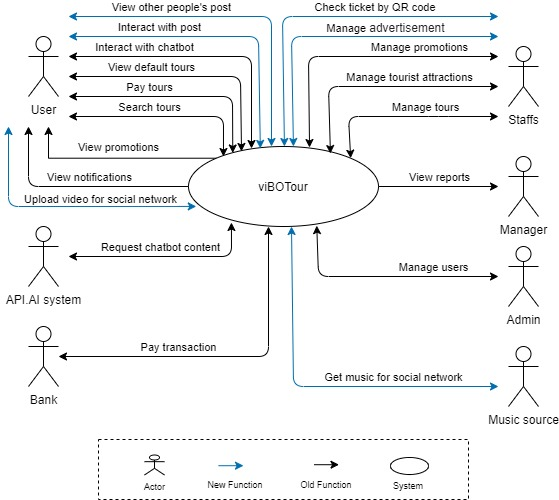 View other people's post
Check ticket by QR code
Interact with post
Manage advertisement
Interact with chatbot
Manage promotions
View default tours
Manage tourist attractions
Pay tours
User
Search tours
Manage tours
Staffs
View promotions
View notifications
viBOTour
View reports
Upload video for social network
Manager
Request chatbot content
Manage users
API.AI system
Admin
Pay transaction
Get music for social network
Bank
Music source
Actor
New Function
Old Function
System